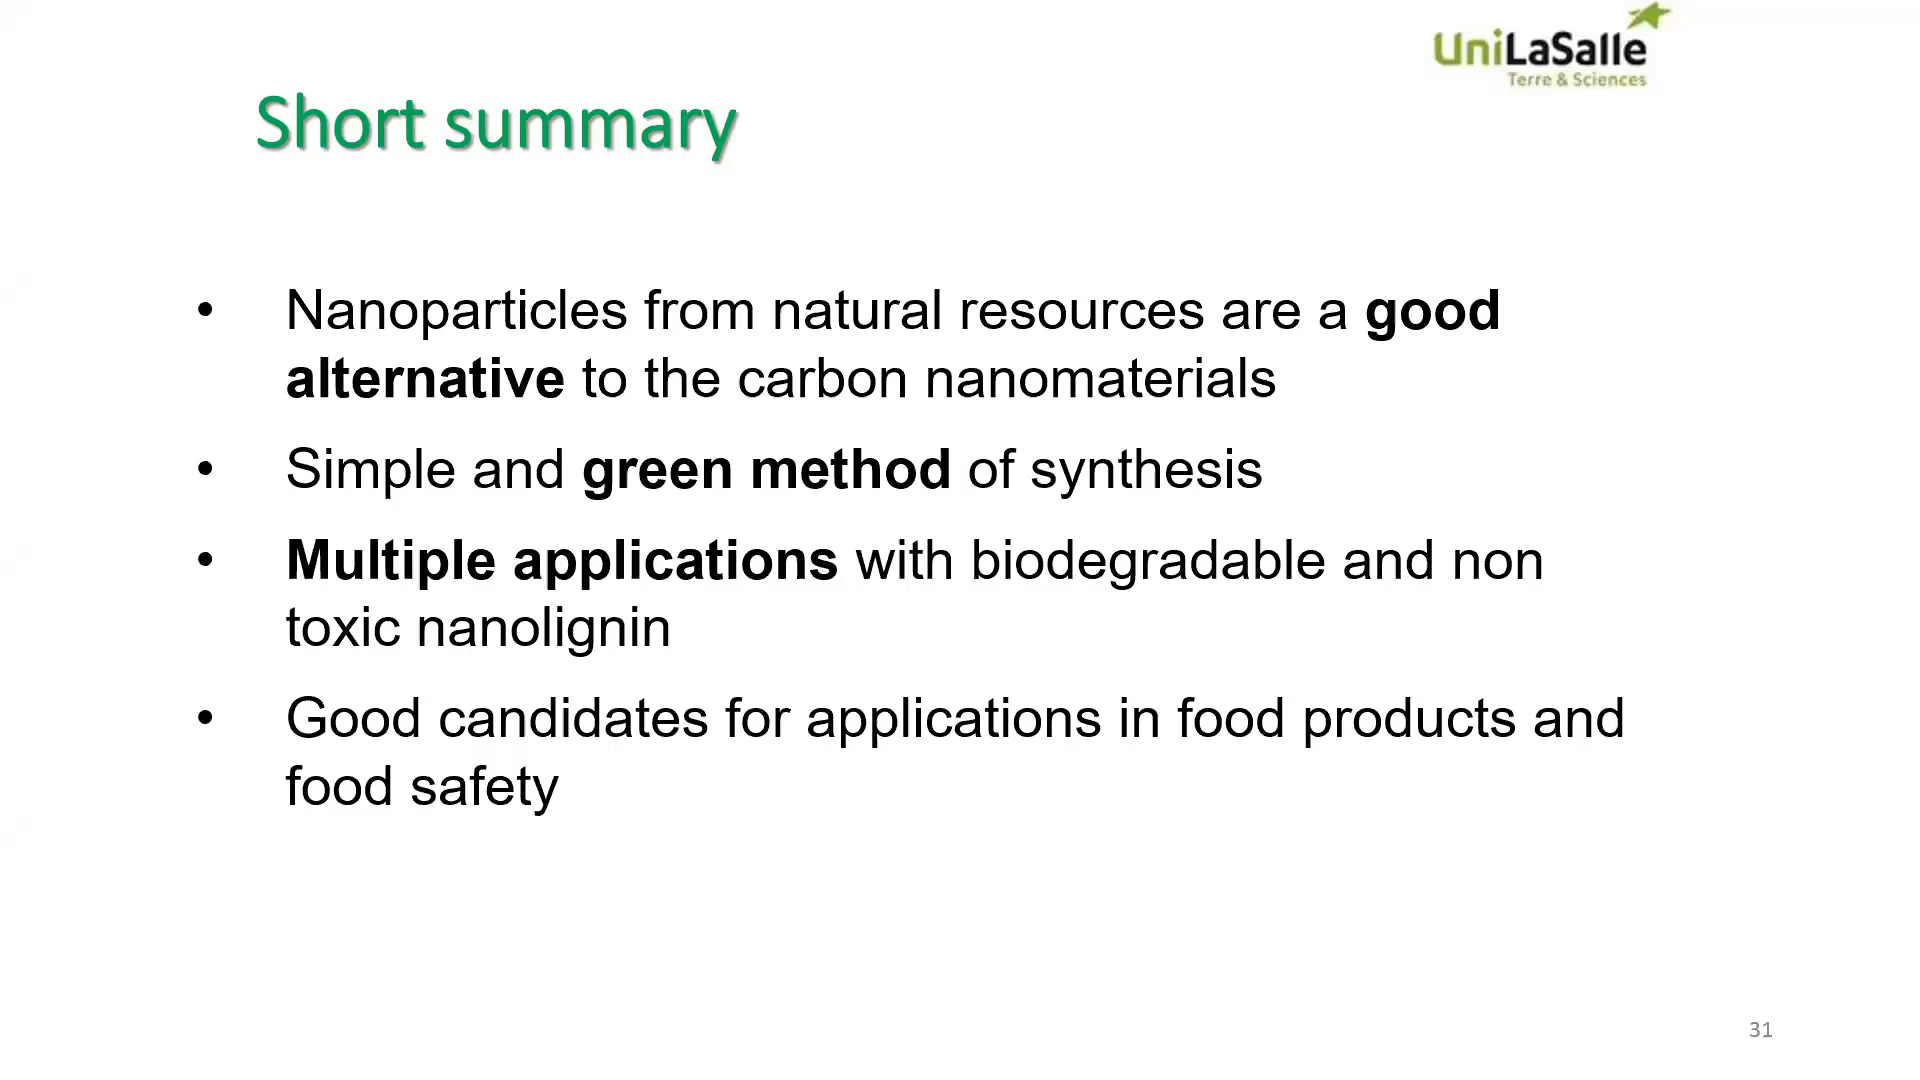 UniLaSalle
Terre & Sciences
Short summary
• Nanoparticles from natural resources are a good
alternative to the carbon nanomaterials
• Simple and green method of synthesis
• Multiple applications with biodegradable and non
toxic nanolignin
• Good candidates for applications in food products and
food safety
31